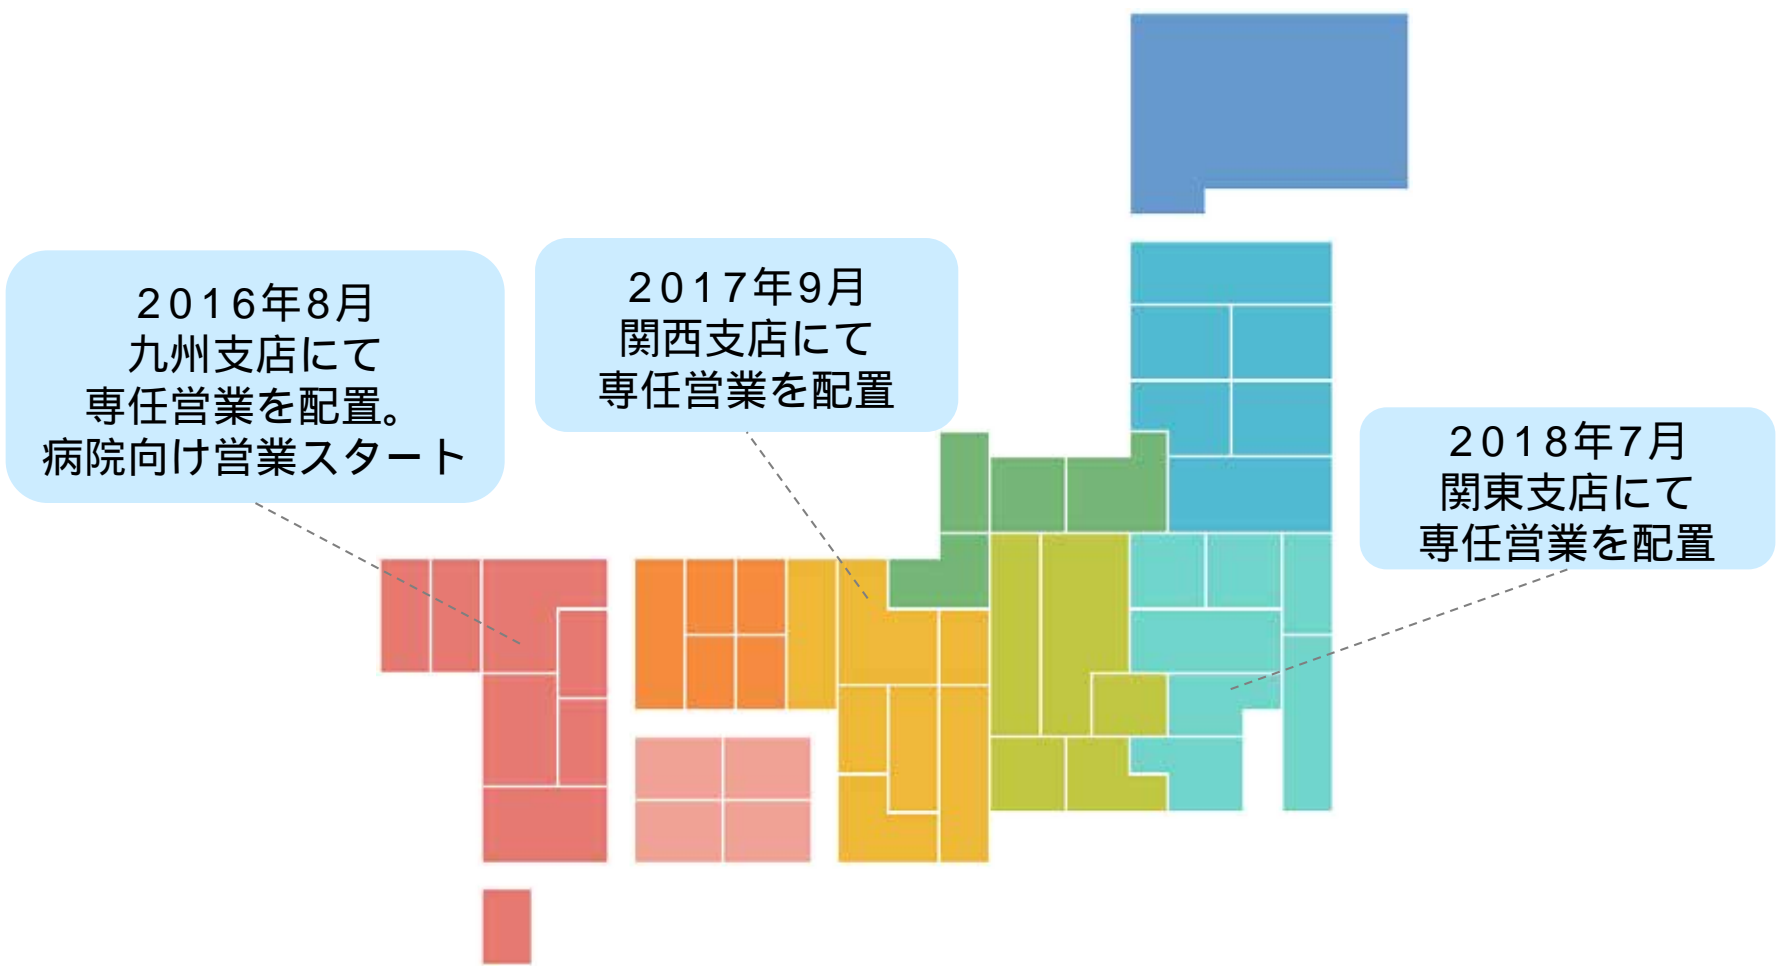 2016年8月
九州支店にて
専任営業を配置。
病院向け営業スタート
2017年9月
関西支店にて
専任営業を配置
2018年7月
関東支店にて
専任営業を配置